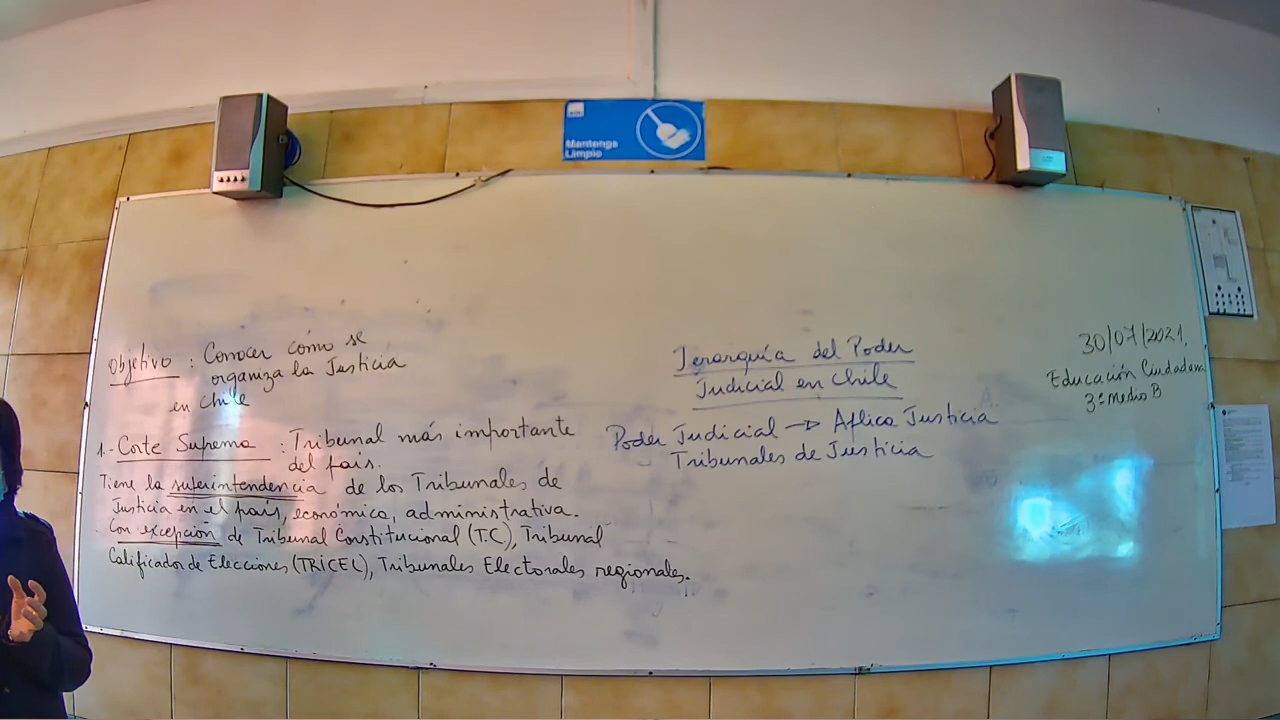 Mantenga
Limpio
Objetivo : Conocer cómo se
organiza la Justicia
en Chile
1.- Corte Suprema : Tribunal más importante
del país.
Tiene la superintendencia de los Tribunales de
Justicia en el país, económica, administrativa.
Con excepción de Tribunal Constitucional (T.C), Tribunal
Calificador de Elecciones (TRICEL), Tribunales Electorales regionales.
Jerarquía del Poder
Judicial en Chile
Poder Judicial → Aplica Justicia
Tribunales de Justicia
30/07/2021
Educación Ciudadana
3º Medio B